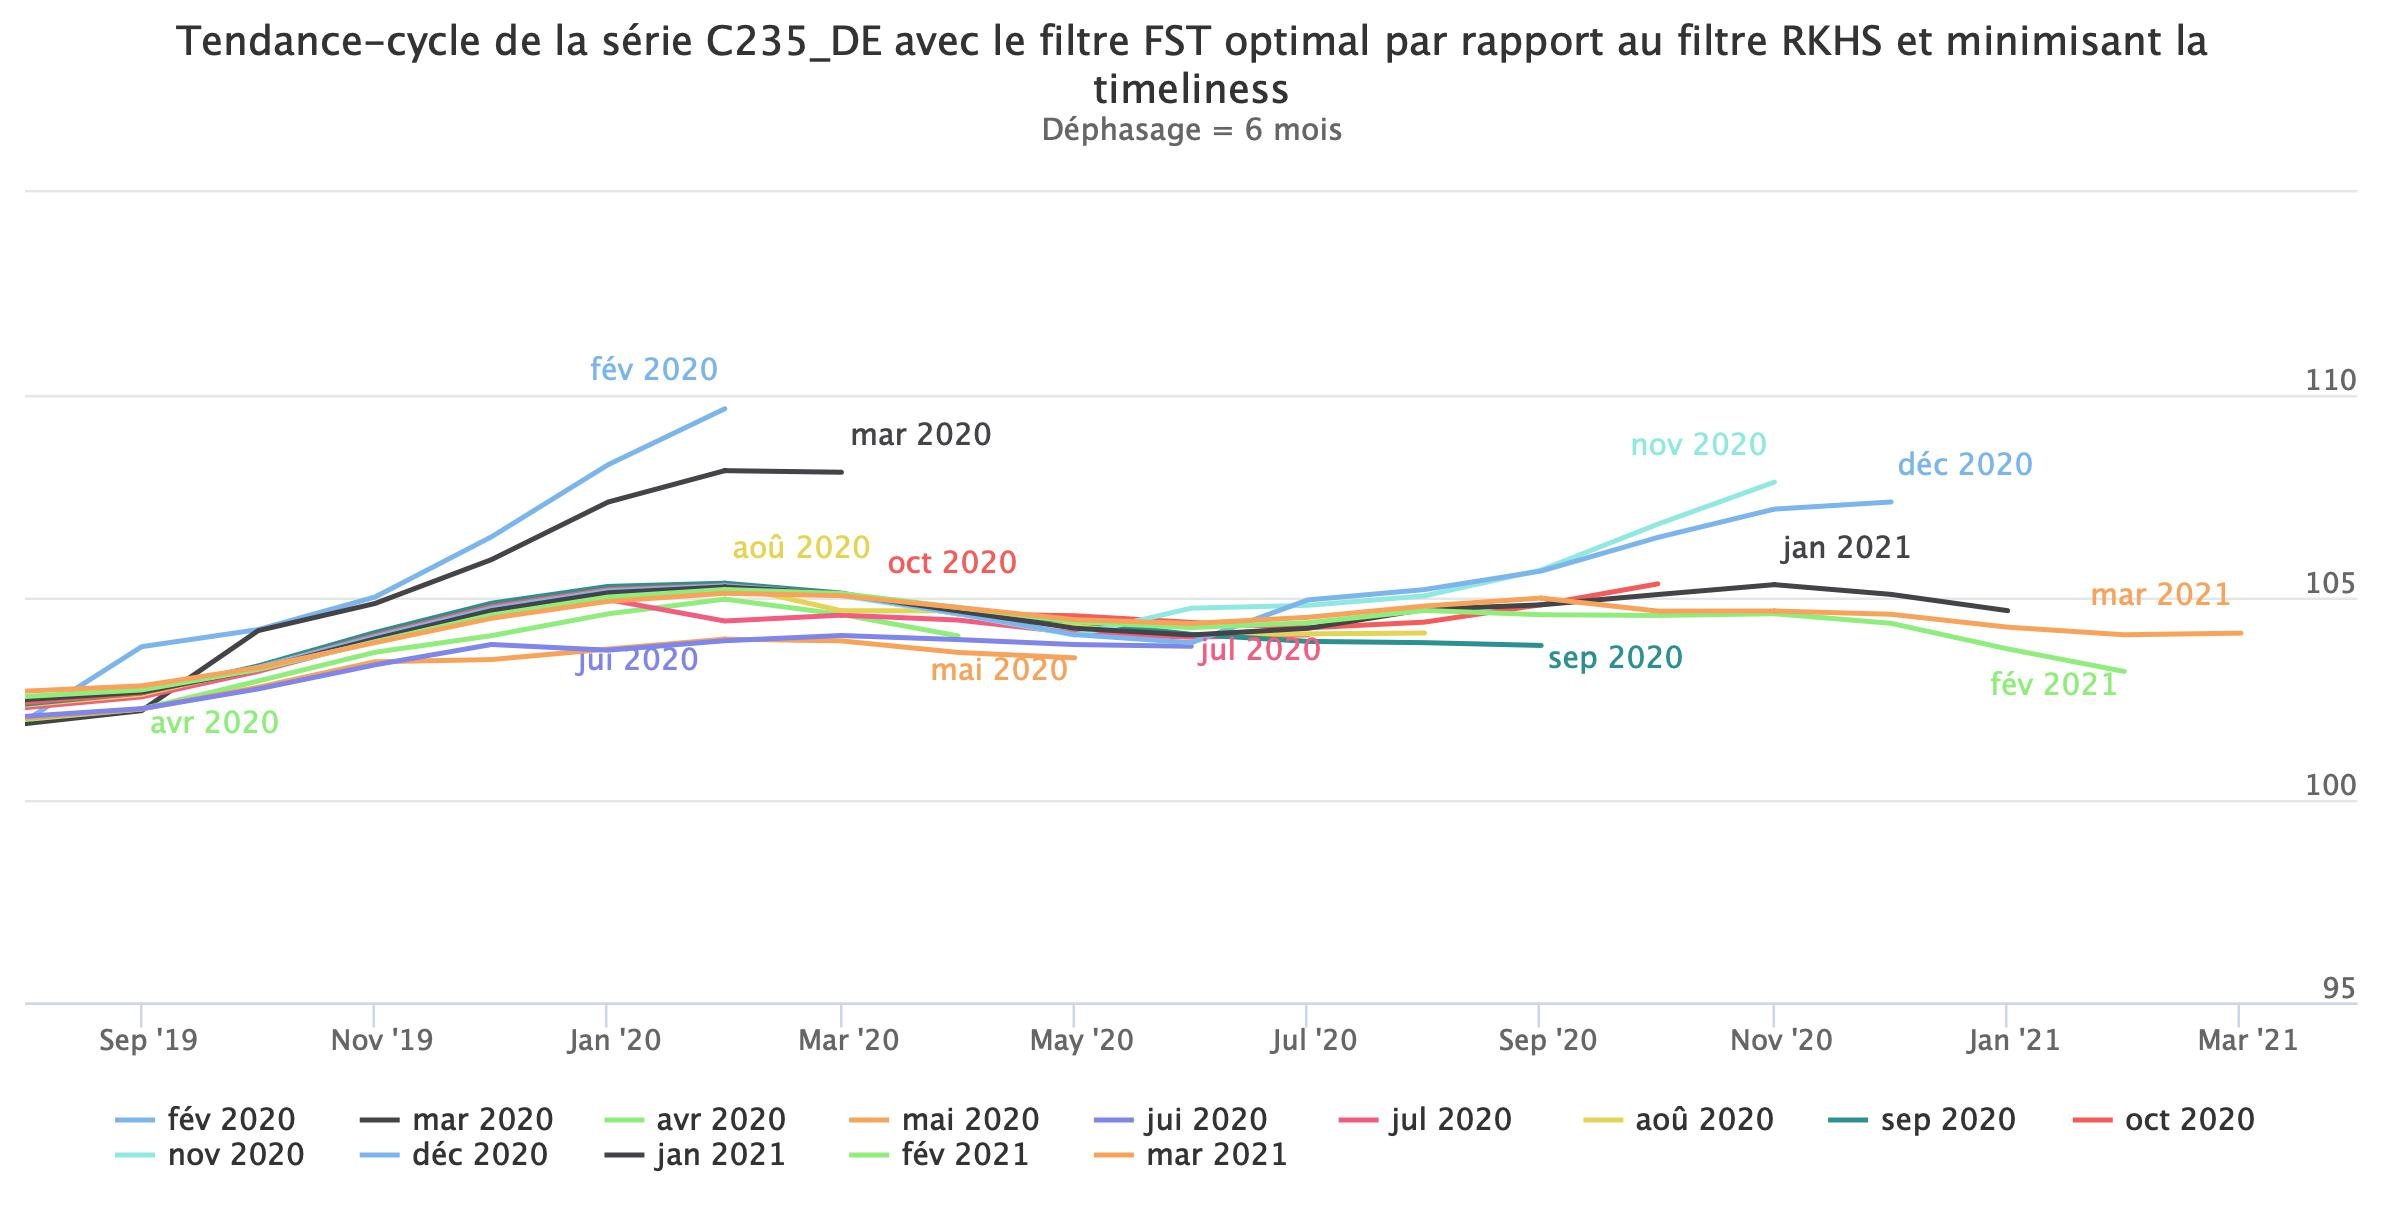 Tendance-cycle de la série C235_DE avec le filtre FST optimal par rapport au filtre RKHS et minimisant la
timeliness
Déphasage = 6 mois
fév 2020
110
mar 2020
nov 2020
déc 2020
aoû 2020
oct 2020
jan 2021
105
mar 2021
jui 2020
mai 2020
jul 2020
sep 2020
fév 2021
avr 2020
100
95
Sep '19 Nov '19 Jan '20 Mar '20 May '20 Jul '20 Sep '20 Nov '20 Jan '21 Mar '21
fév 2020 mar 2020 avr 2020 mai 2020 jui 2020 jul 2020 aoû 2020 sep 2020 oct 2020
nov 2020 déc 2020 jan 2021 fév 2021 mar 2021